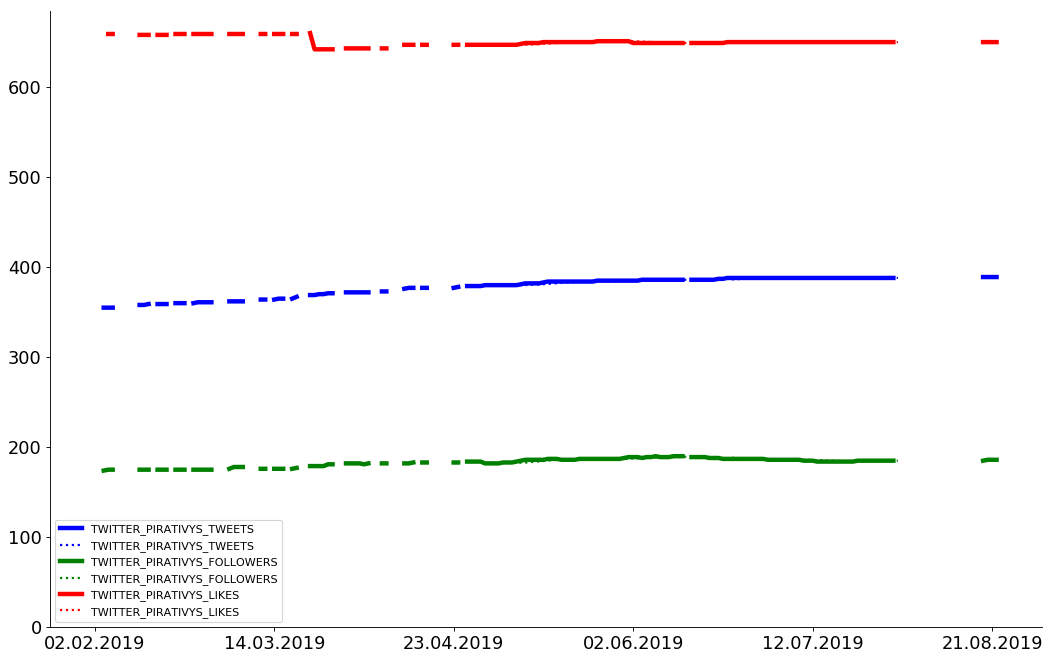 600
500
400
300
200
100
0
TWITTER_PIRATIVYS_TWEETS
TWITTER_PIRATIVYS_TWEETS
TWITTER_PIRATIVYS_FOLLOWERS
TWITTER_PIRATIVYS_FOLLOWERS
TWITTER_PIRATIVYS_LIKES
TWITTER_PIRATIVYS_LIKES
02.02.2019 14.03.2019 23.04.2019 02.06.2019 12.07.2019 21.08.2019